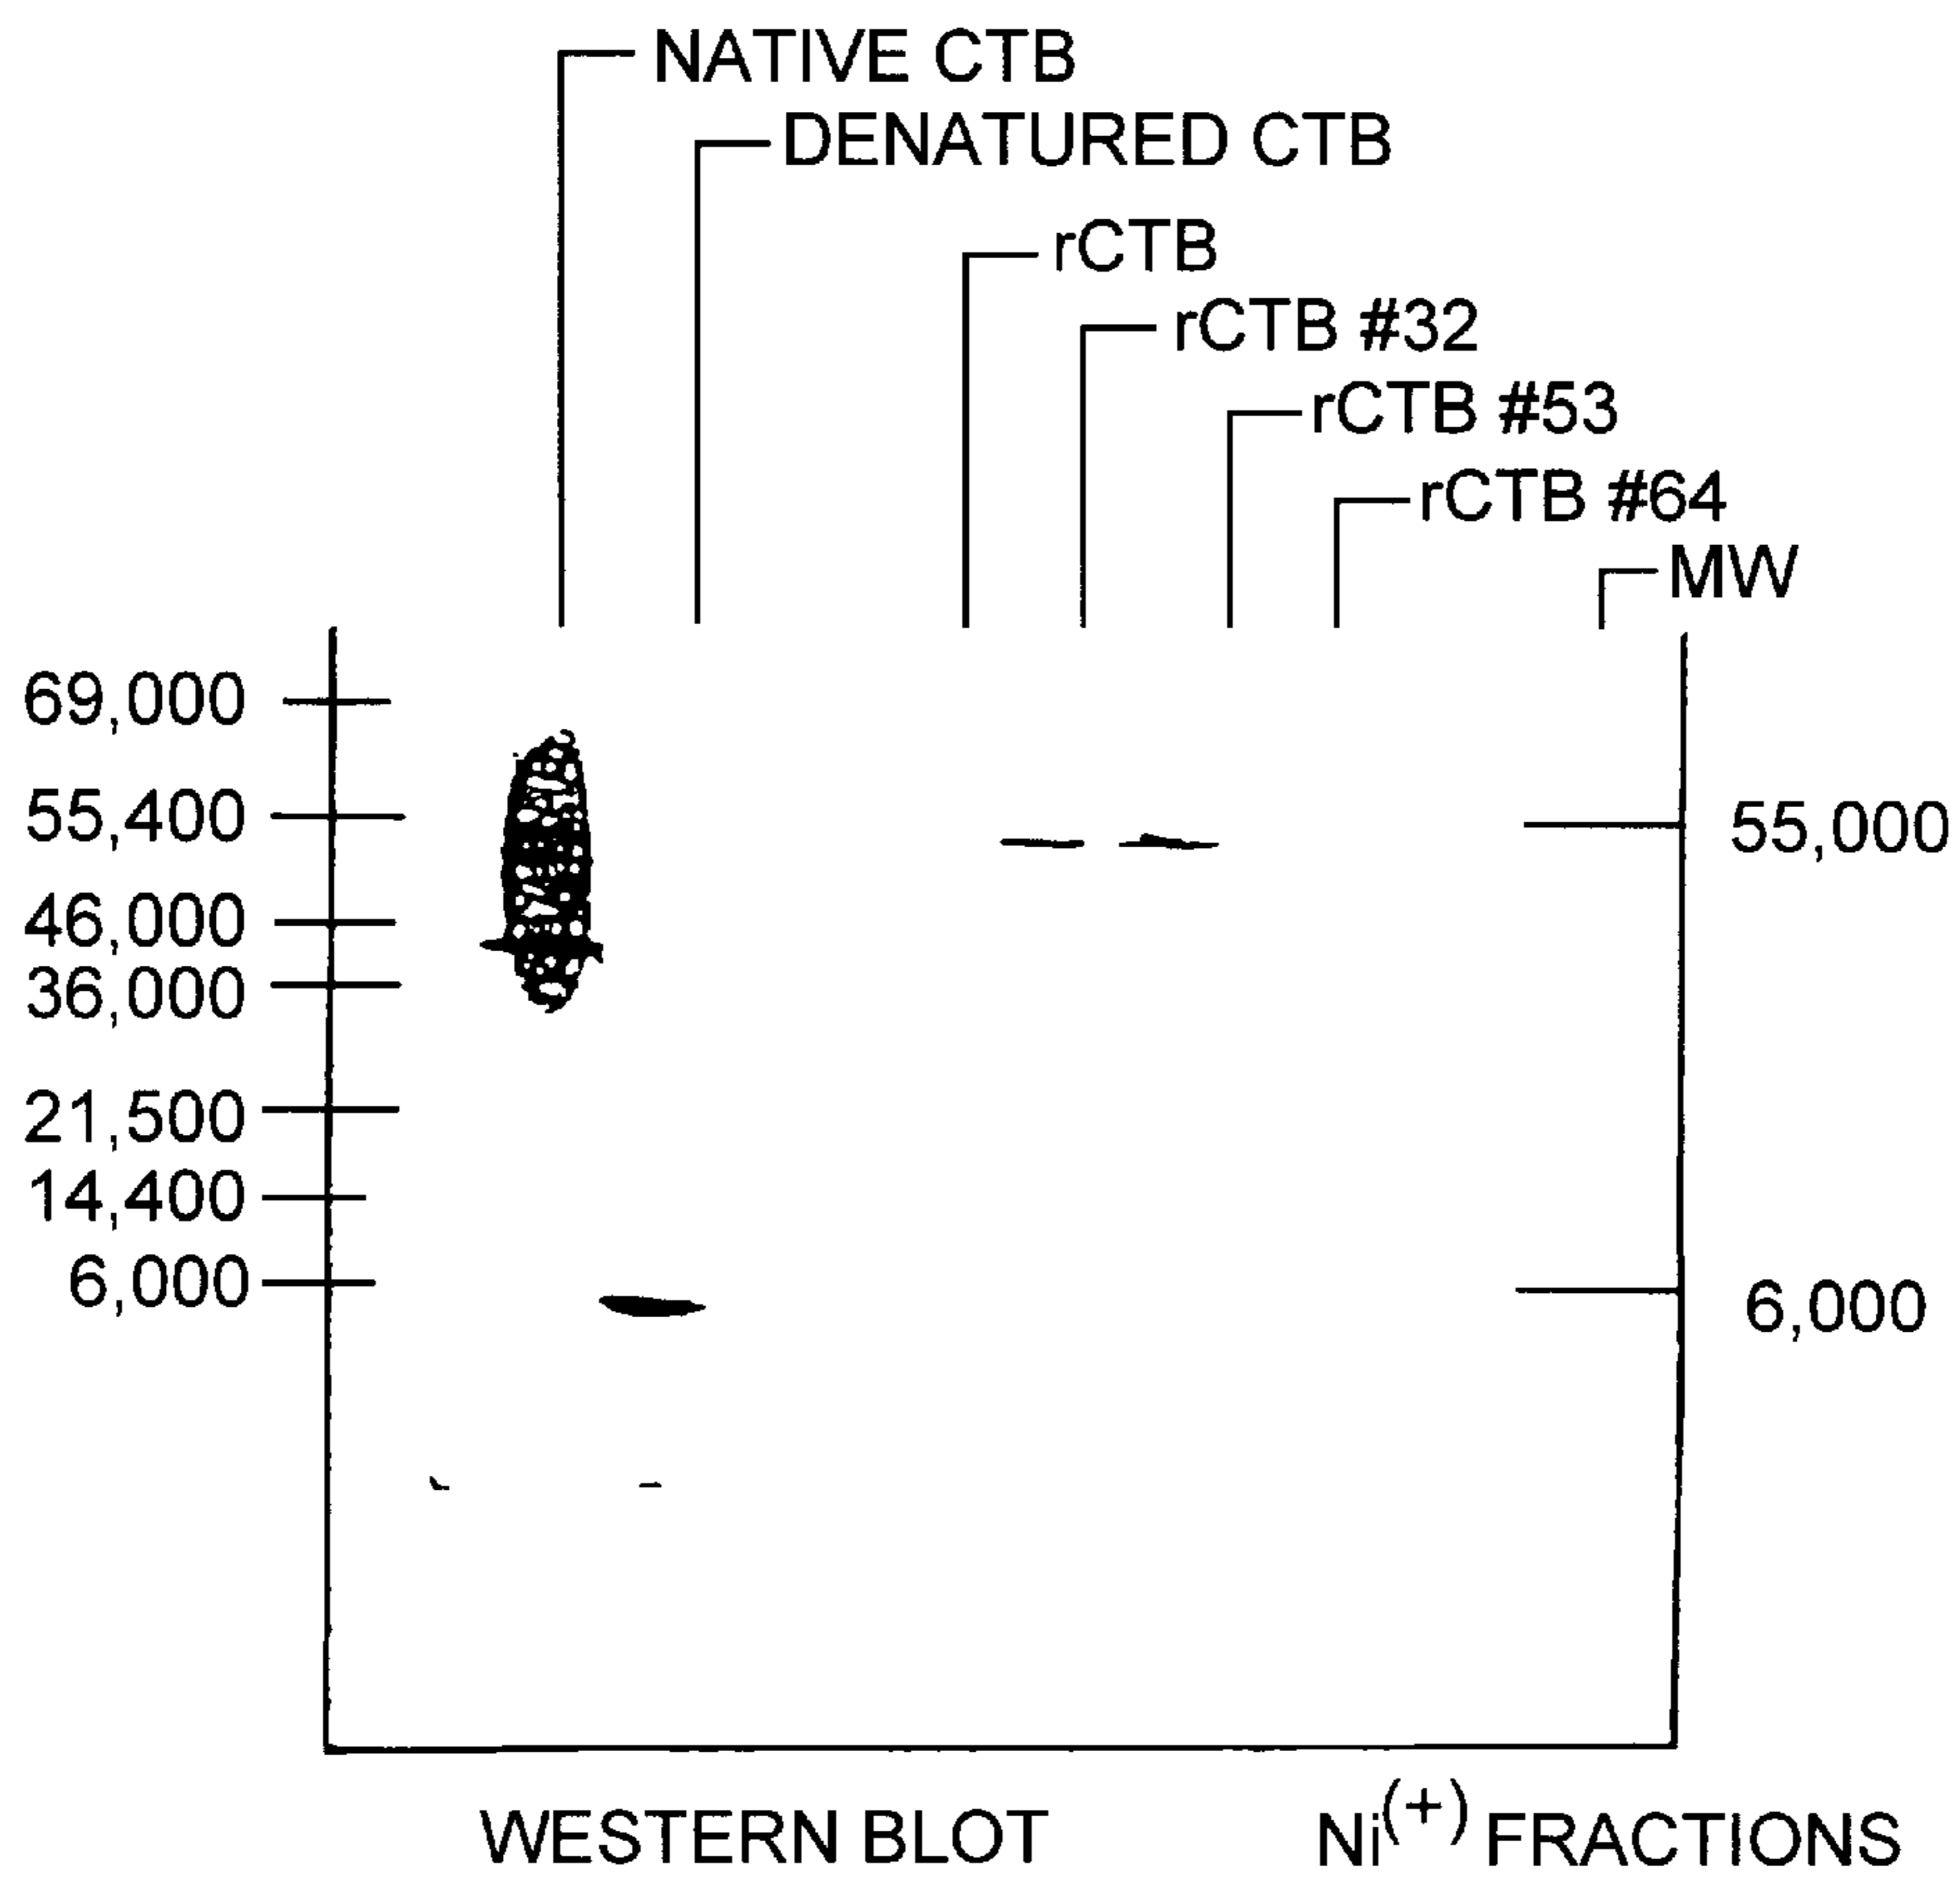 NATIVE CTB
DENATURED CTB
rCTB
rCTB #32
rCTB #53
rCTB #64
MW
69,000
55,400
46,000
36,000
21,500
14,400
6,000
55,000
6,000
WESTERN BLOT
Ni(+) FRACTIONS